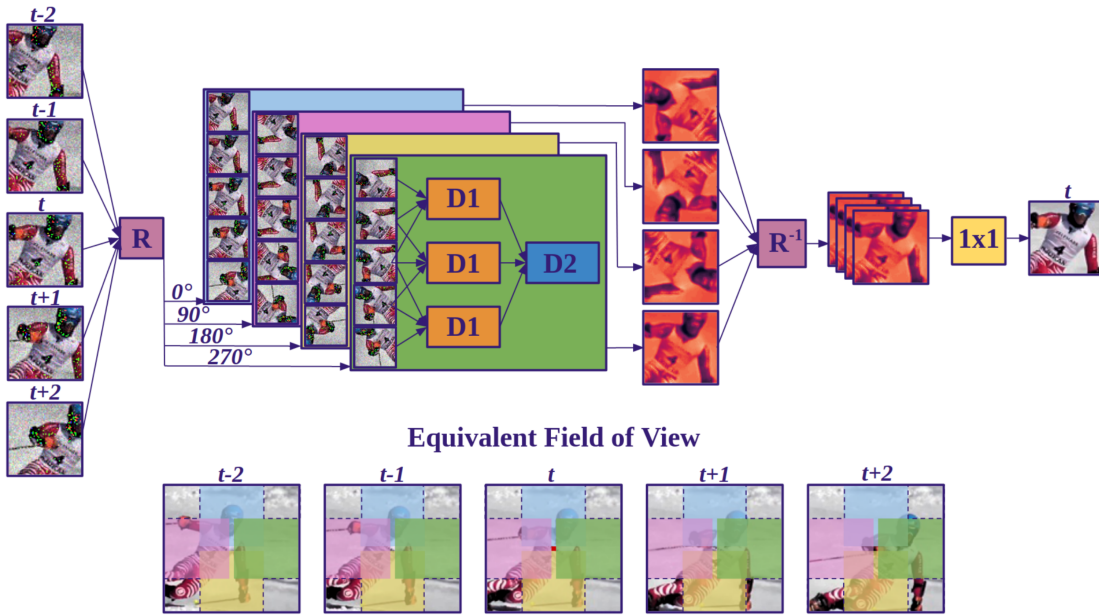 t-2
t-1
t
t+1
t+2
R
0°
90°
180°
270°
D1
D1
D1
D2
R⁻¹
1x1
t
Equivalent Field of View
t-2
t-1
t
t+1
t+2